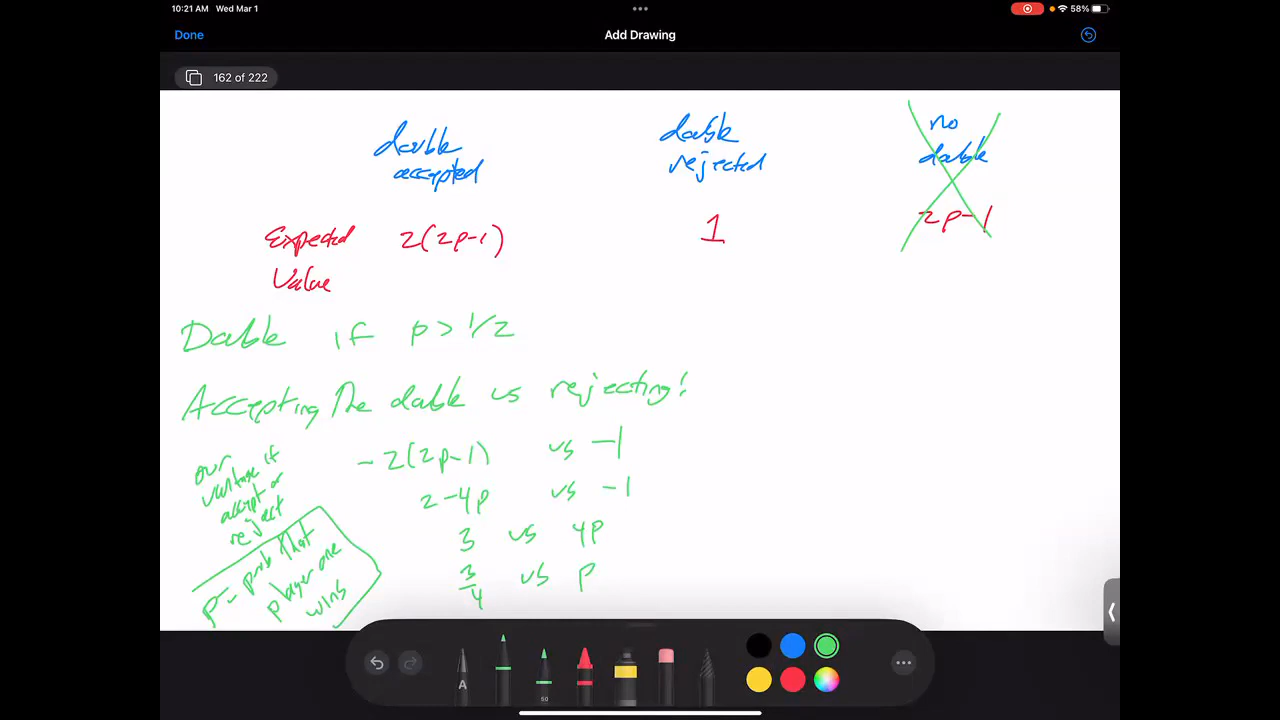 10:21 AM Wed Mar 1
58%
Done
Add Drawing
162 of 222
double accepted
double rejected
no double
Expected Value
2(2p-1)
1
2p-1
Double if p > 1/2
Accepting The double vs rejecting:
-2(2p-1) vs -1
2-4p vs -1
3 vs 4p
3/4 vs p
our
vantage if
accept or
reject
p= prob that
player one
wins
A
50